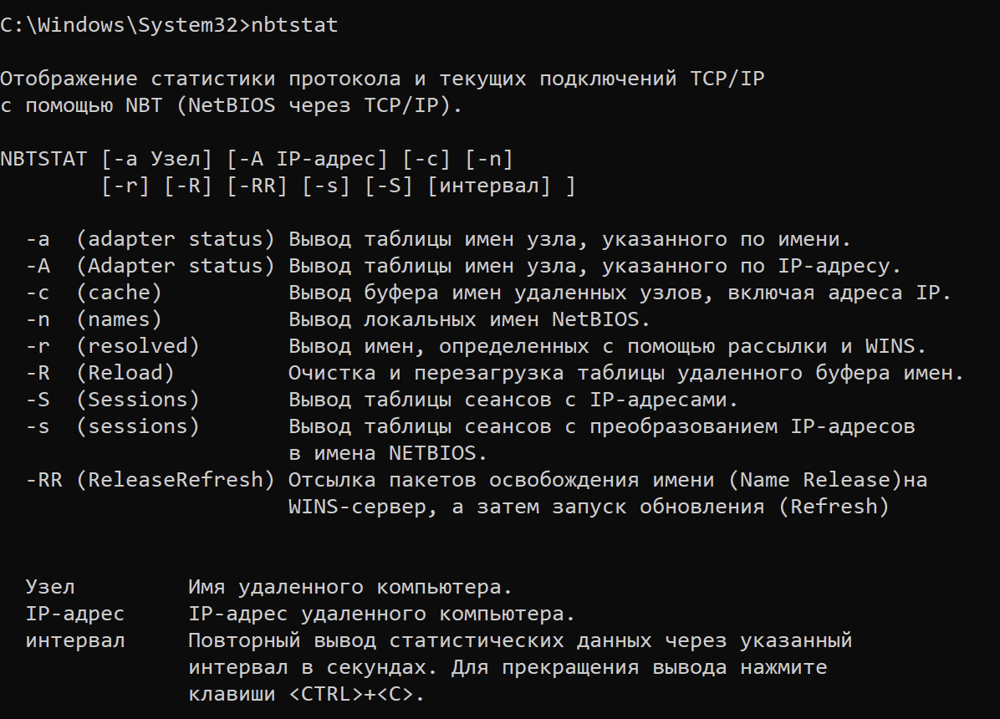 C:\Windows\System32>nbtstat
Отображение статистики протокола и текущих подключений TCP/IP
с помощью NBT (NetBIOS через TCP/IP).
NBTSTAT [-a Узел] [-A IP-адрес] [-c] [-n]
[-r] [-R] [-RR] [-s] [-S] [интервал] ]
-a (adapter status) Вывод таблицы имен узла, указанного по имени.
-A (Adapter status) Вывод таблицы имен узла, указанного по IP-адресу.
-c (cache) Вывод буфера имен удаленных узлов, включая адреса IP.
-n (names) Вывод локальных имен NetBIOS.
-r (resolved) Вывод имен, определенных с помощью рассылки и WINS.
-R (Reload) Очистка и перезагрузка таблицы удаленного буфера имен.
-S (Sessions) Вывод таблицы сеансов с IP-адресами.
-s (sessions) Вывод таблицы сеансов с преобразованием IP-адресов
в имена NETBIOS.
-RR (ReleaseRefresh) Отсылка пакетов освобождения имени (Name Release)на
WINS-сервер, а затем запуск обновления (Refresh)
Узел Имя удаленного компьютера.
IP-адрес IP-адрес удаленного компьютера.
интервал Повторный вывод статистических данных через указанный
интервал в секундах. Для прекращения вывода нажмите
клавиши <CTRL>+<C>.